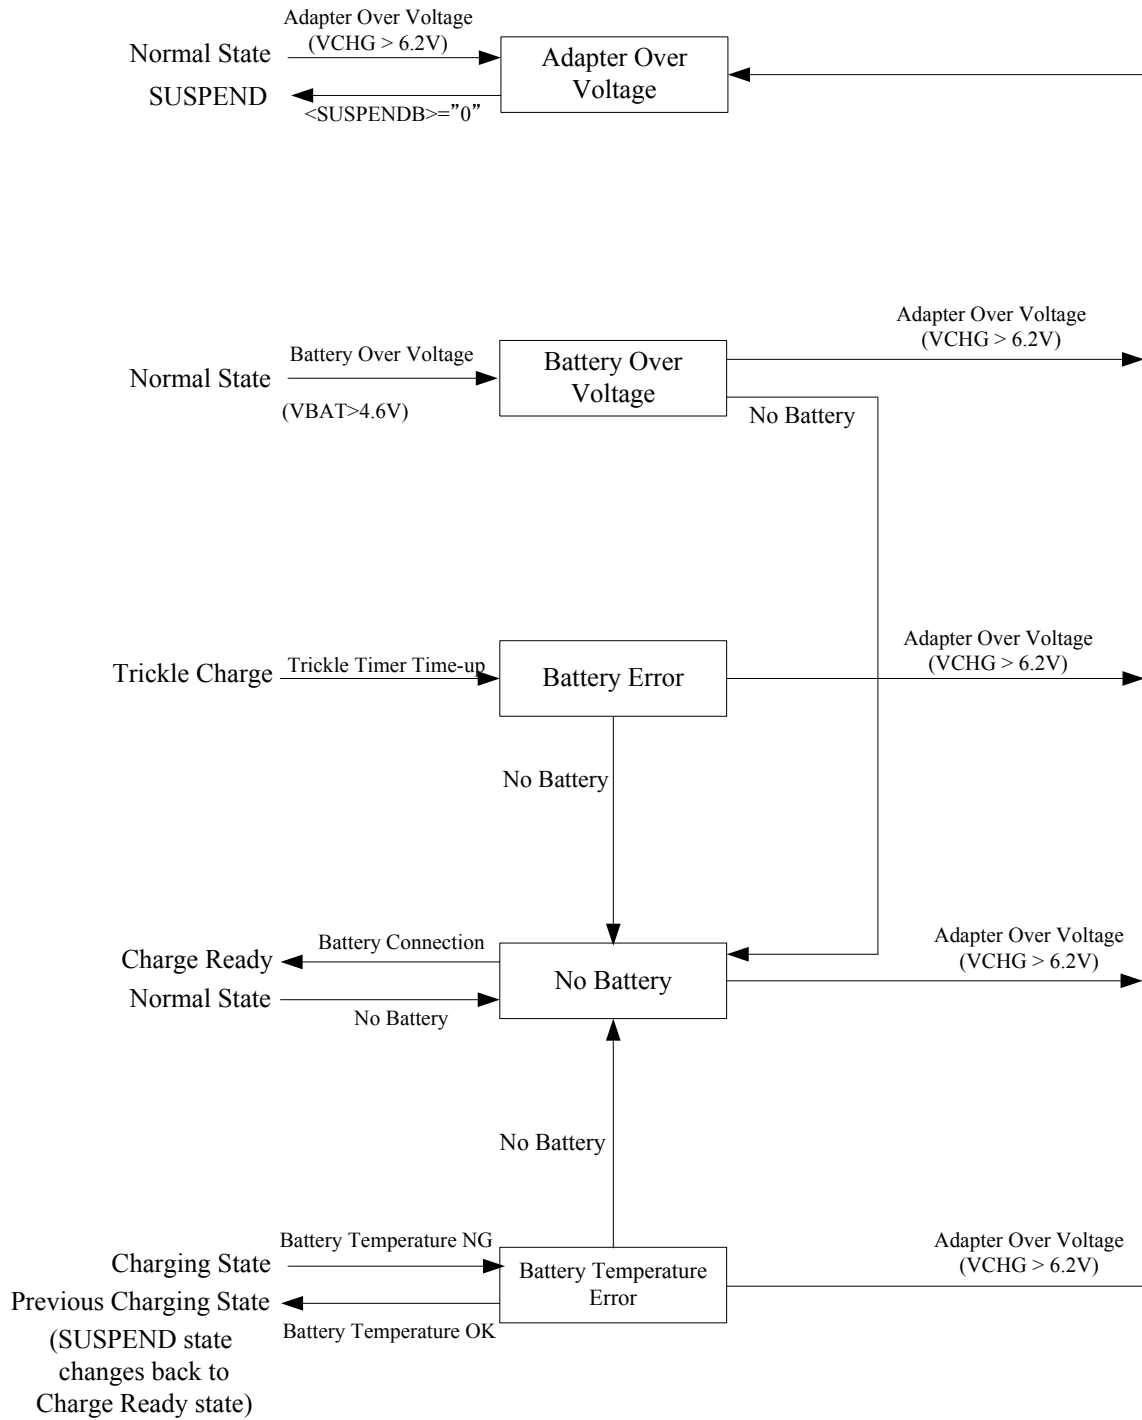 Adapter Over Voltage
(VCHG > 6.2V)
Normal State
SUSPEND
<SUSPENDB>=”0”
Adapter Over
Voltage
Adapter Over Voltage
(VCHG > 6.2V)
Battery Over Voltage
Normal State
(VBAT>4.6V)
Battery Over
Voltage
No Battery
Adapter Over Voltage
(VCHG > 6.2V)
Trickle Charge
Trickle Timer Time-up
Battery Error
No Battery
Adapter Over Voltage
(VCHG > 6.2V)
Battery Connection
Charge Ready
Normal State
No Battery
No Battery
No Battery
Adapter Over Voltage
(VCHG > 6.2V)
Battery Temperature NG
Charging State
Previous Charging State
(SUSPEND state
changes back to
Charge Ready state)
Battery Temperature OK
Battery Temperature
Error